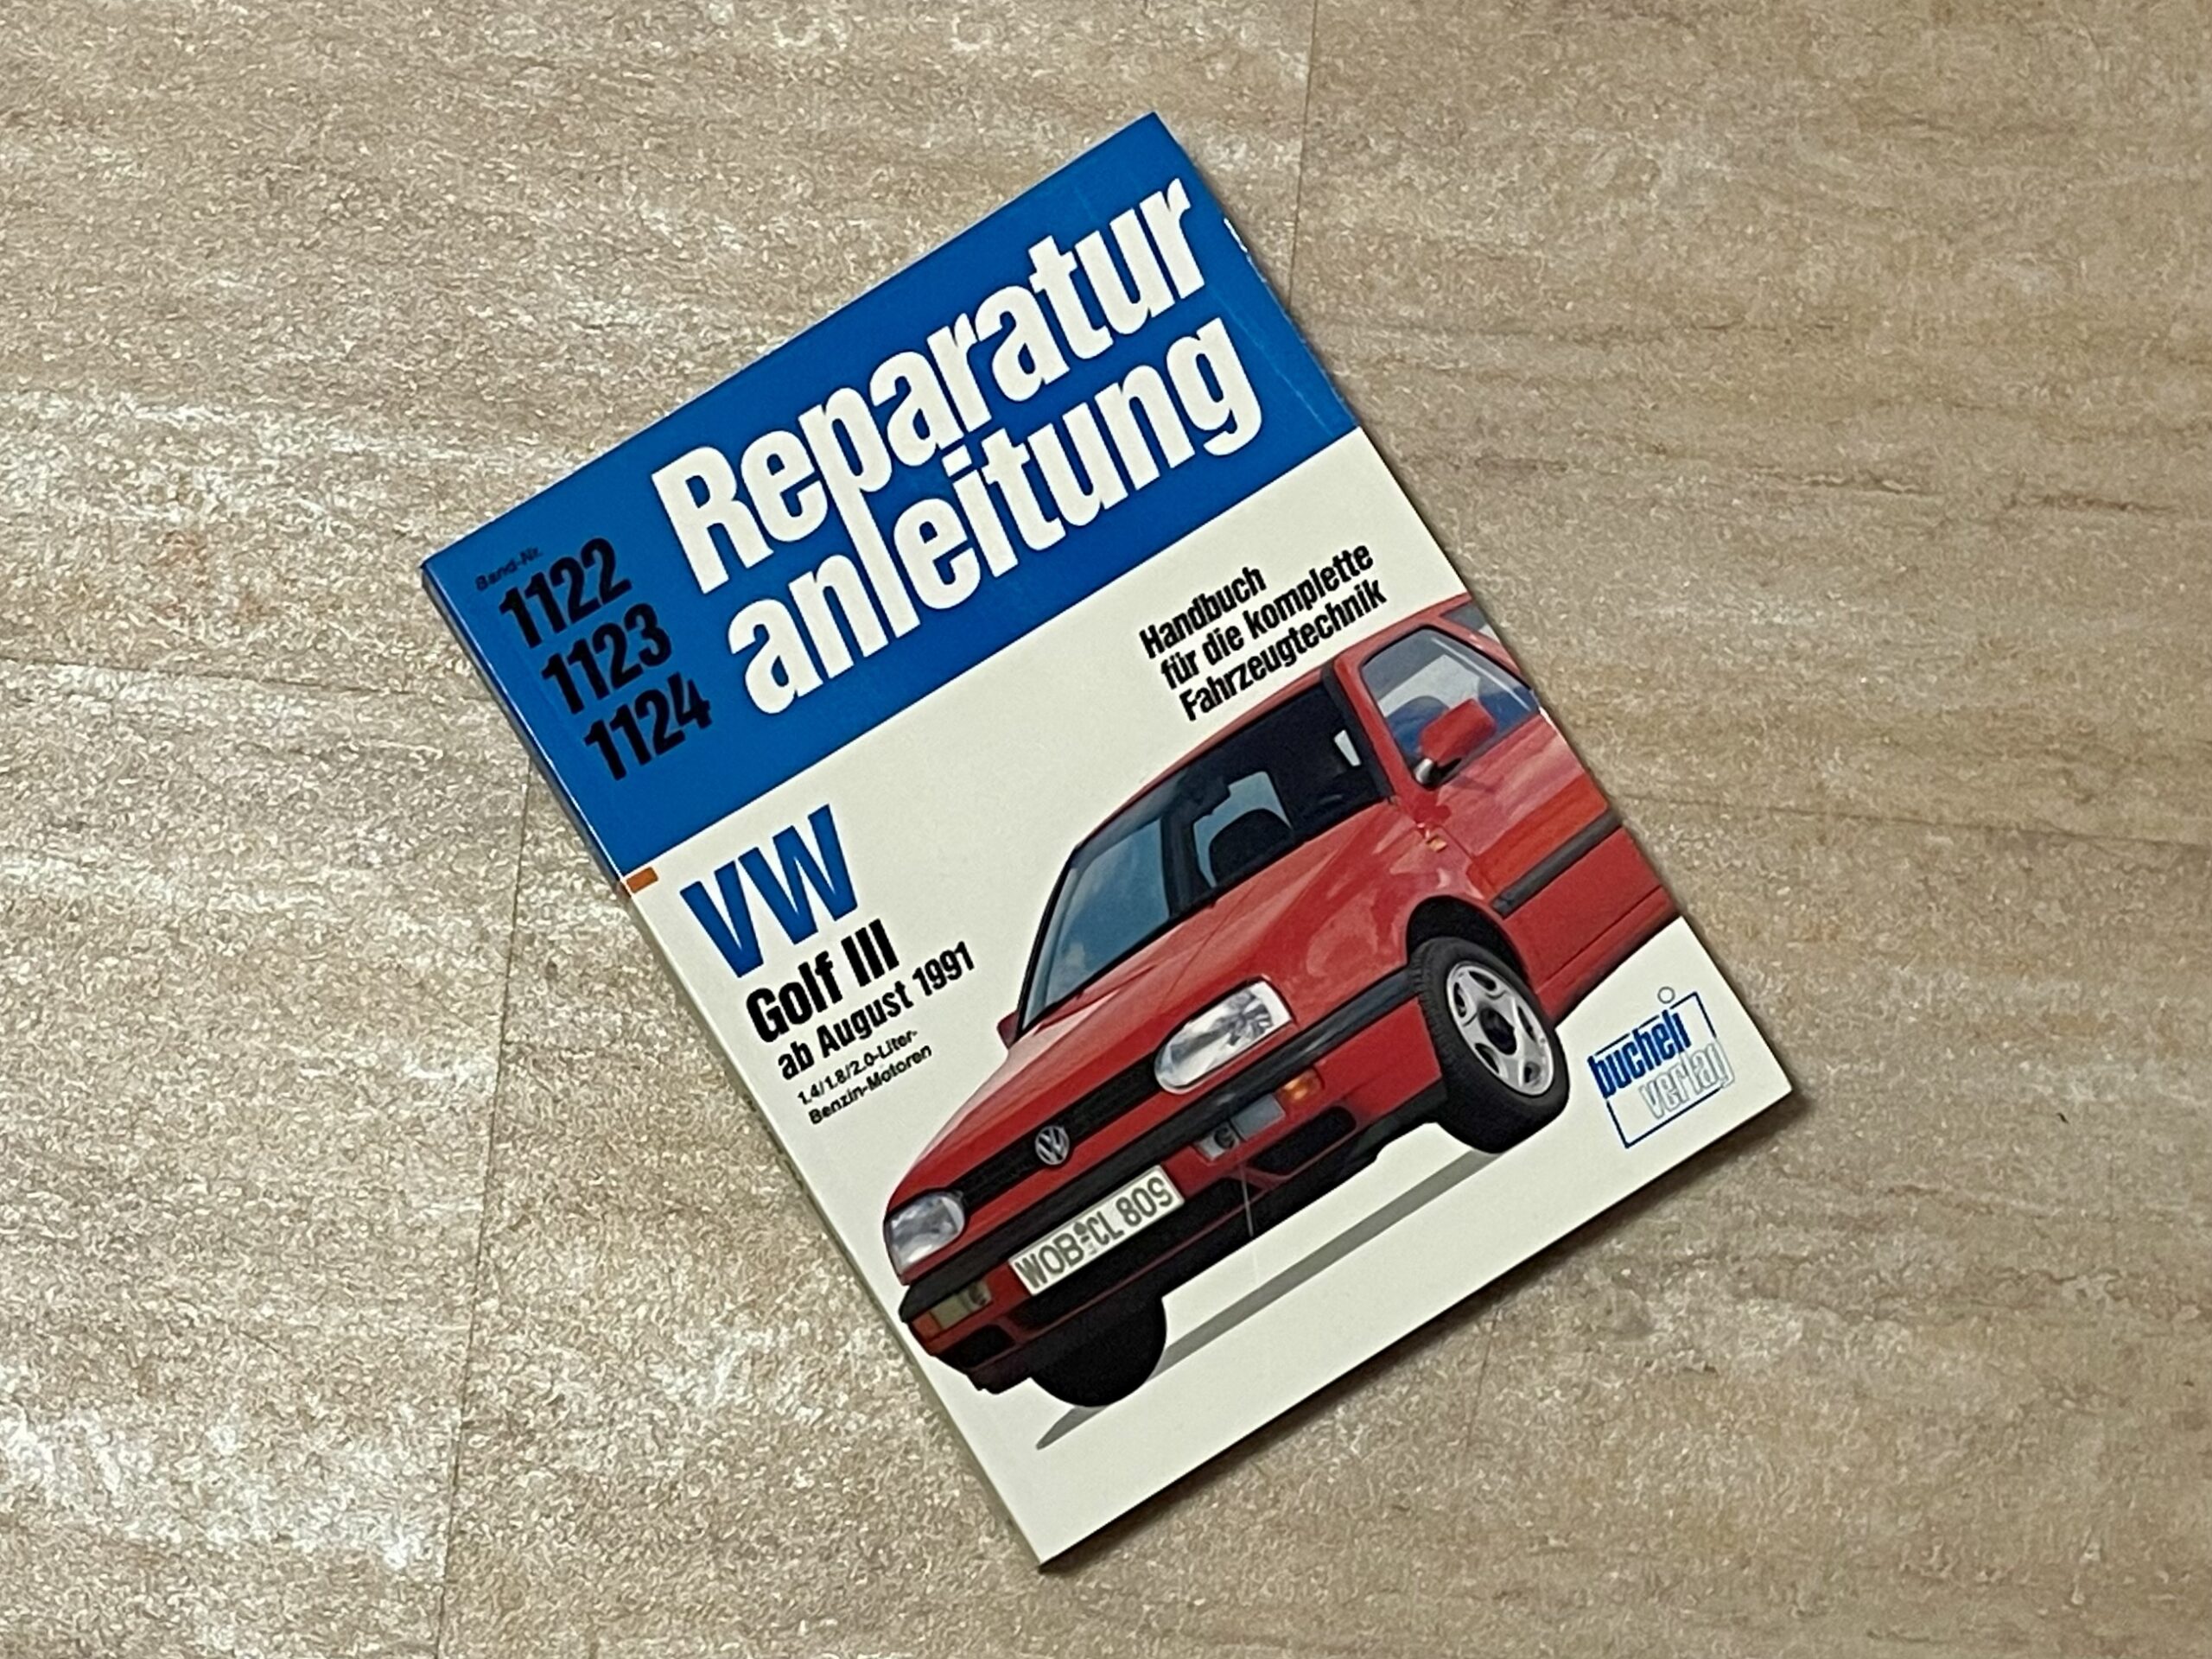 Band-Nr.
1122
1123
1124
Reparatur
anleitung
Handbuch
für die komplette
Fahrzeugtechnik
VW
Golf III
ab August 1991
1.4/1.8/2.0-Liter-
Benzin-Motoren
WOB CL 809
bucheli
verlag